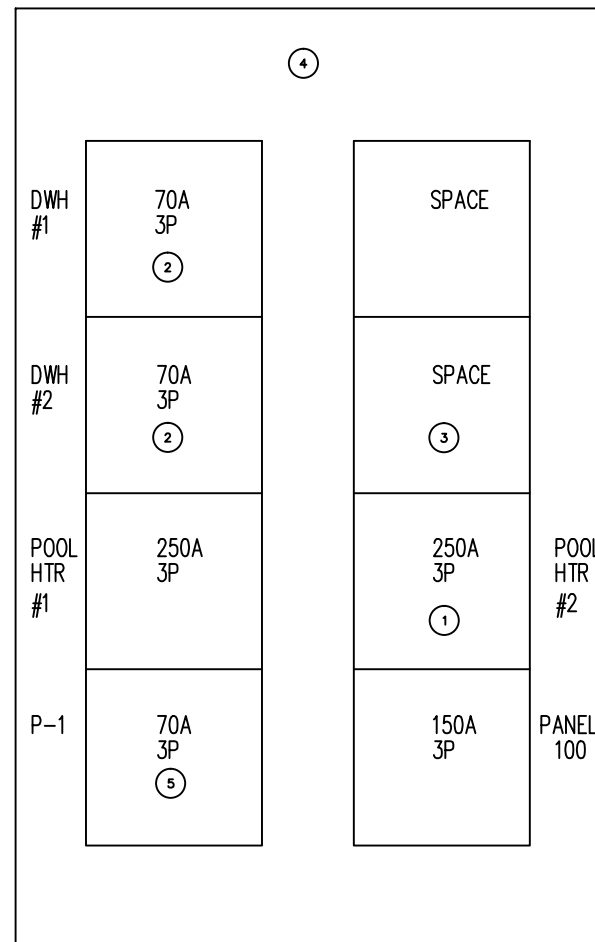 4
DWH
#1
70A
3P
2
SPACE
DWH
#2
70A
3P
2
SPACE
3
POOL
HTR
#1
250A
3P
250A
3P
1
POOL
HTR
#2
P-1
70A
3P
5
150A
3P
PANEL
100